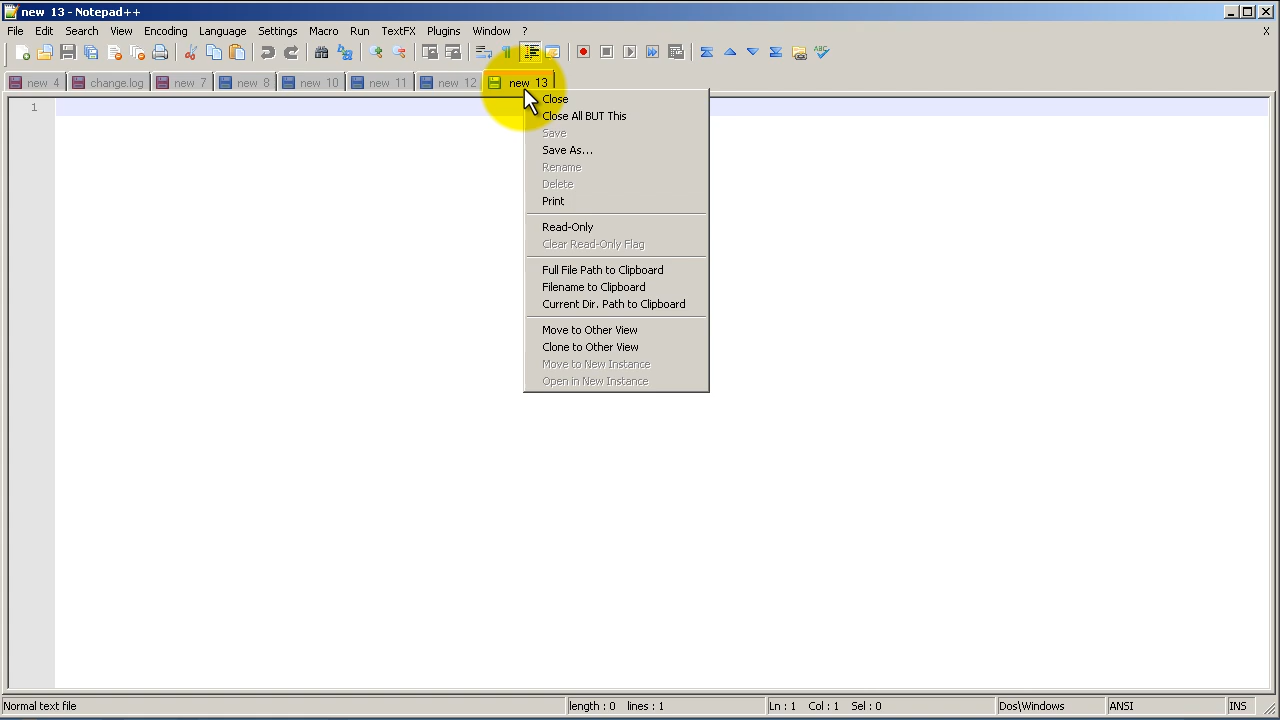 new 13 - Notepad++
File Edit Search View Encoding Language Settings Macro Run TextFX Plugins Window ? X
new 4 change.log new 7 new 8 new 10 new 11 new 12 new 13
1
Close
Close All BUT This
Save
Save As...
Rename
Delete
Print
Read-Only
Clear Read-Only Flag
Full File Path to Clipboard
Filename to Clipboard
Current Dir. Path to Clipboard
Move to Other View
Clone to Other View
Move to New Instance
Open in New Instance
Normal text file length : 0 lines : 1 Ln : 1 Col : 1 Sel : 0 Dos\Windows ANSI INS